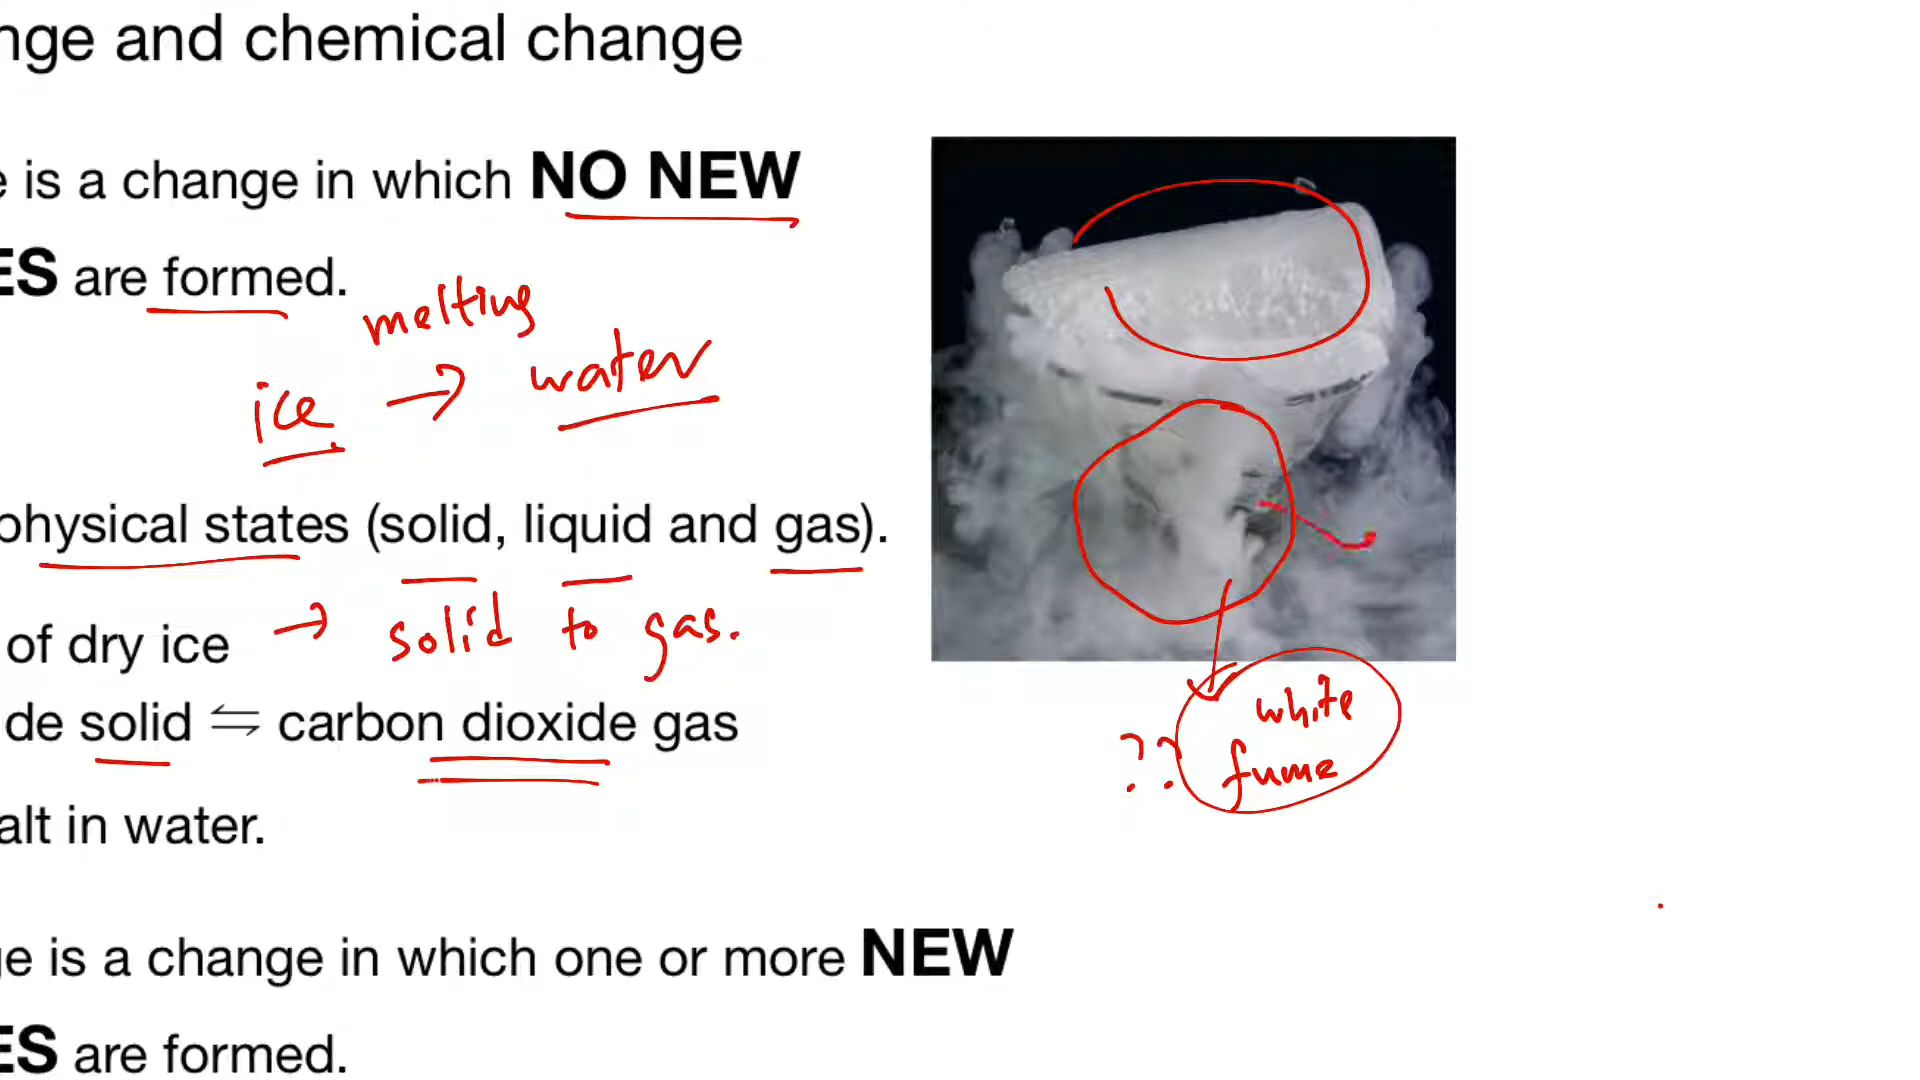 nge and chemical change
e is a change in which NO NEW
ES are formed.
melting
ice → water
physical states (solid, liquid and gas).
of dry ice → solid to gas.
de solid ⇌ carbon dioxide gas
white
?? fume
alt in water.
ge is a change in which one or more NEW
ES are formed.